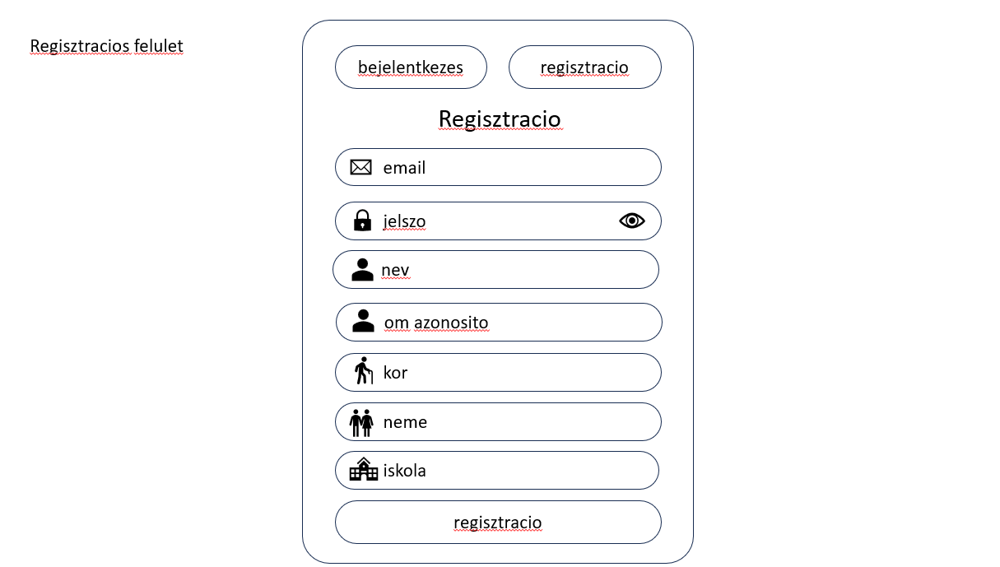 Regisztracios felulet
bejelentkezes
regisztracio
Regisztracio
email
jelszo
nev
om azonosito
kor
neme
iskola
regisztracio